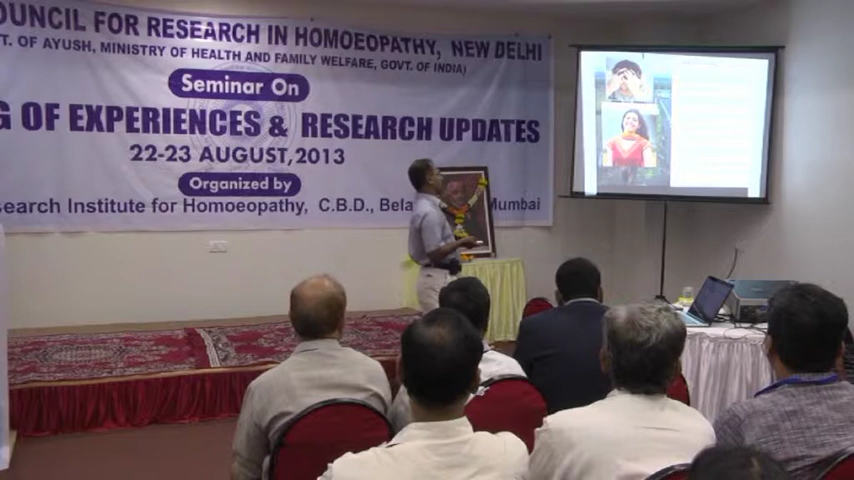 OUNCIL FOR RESEARCH IN HOMOEOPATHY, NEW DELHI
T. OF AYUSH, MINISTRY OF HEALTH AND FAMILY WELFARE, GOVT. OF INDIA)
Seminar On
G OF EXPERIENCES & RESEARCH UPDATES
22-23 AUGUST,2013
Organized by
search Institute for Homoeopathy, C.B.D., Bela Mumbai